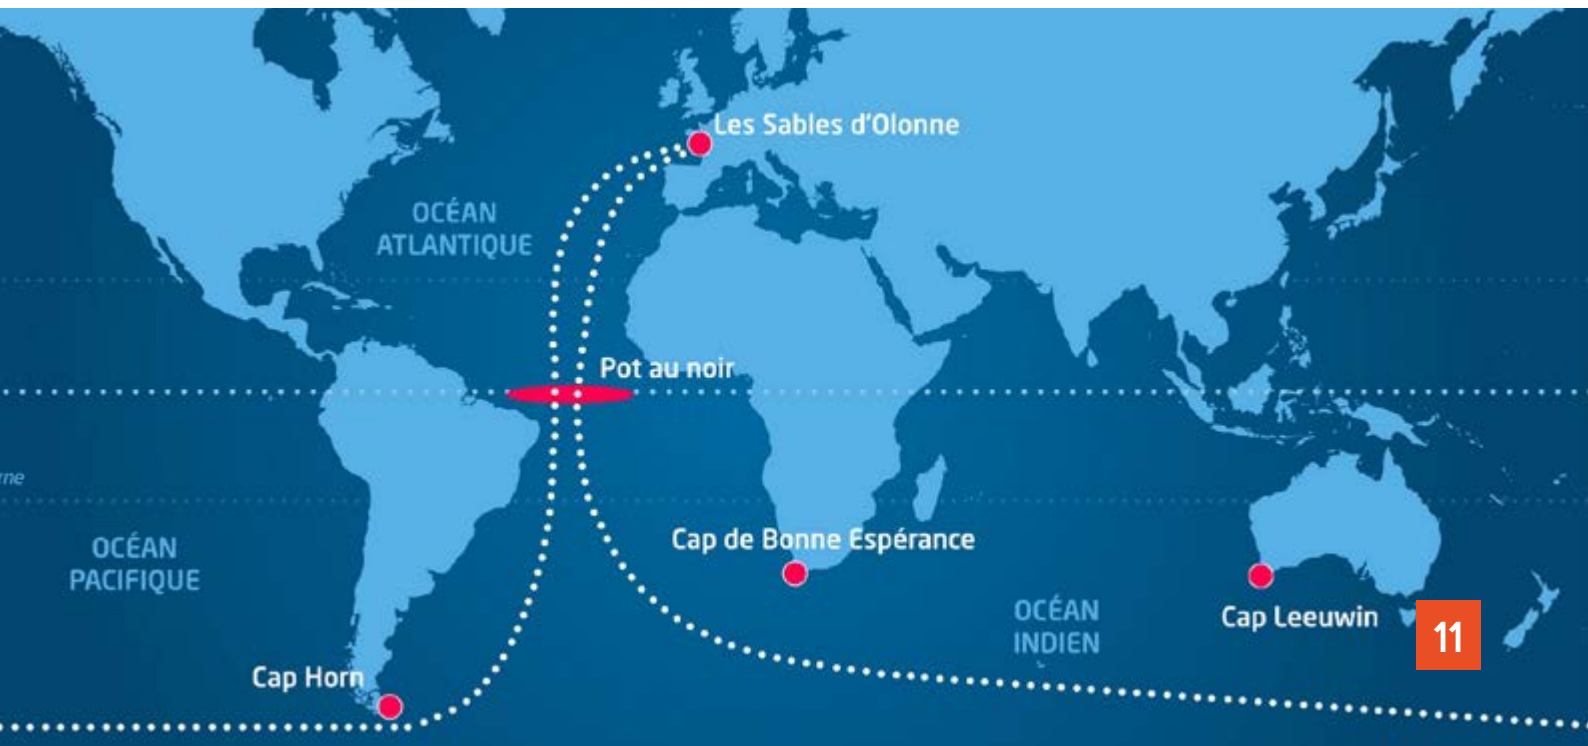 Les Sables d'Olonne
OCÉAN
ATLANTIQUE
Pot au noir
Cap de Bonne Espérance
OCÉAN
PACIFIQUE
OCÉAN
INDIEN
Cap Leeuwin
11
Cap Horn